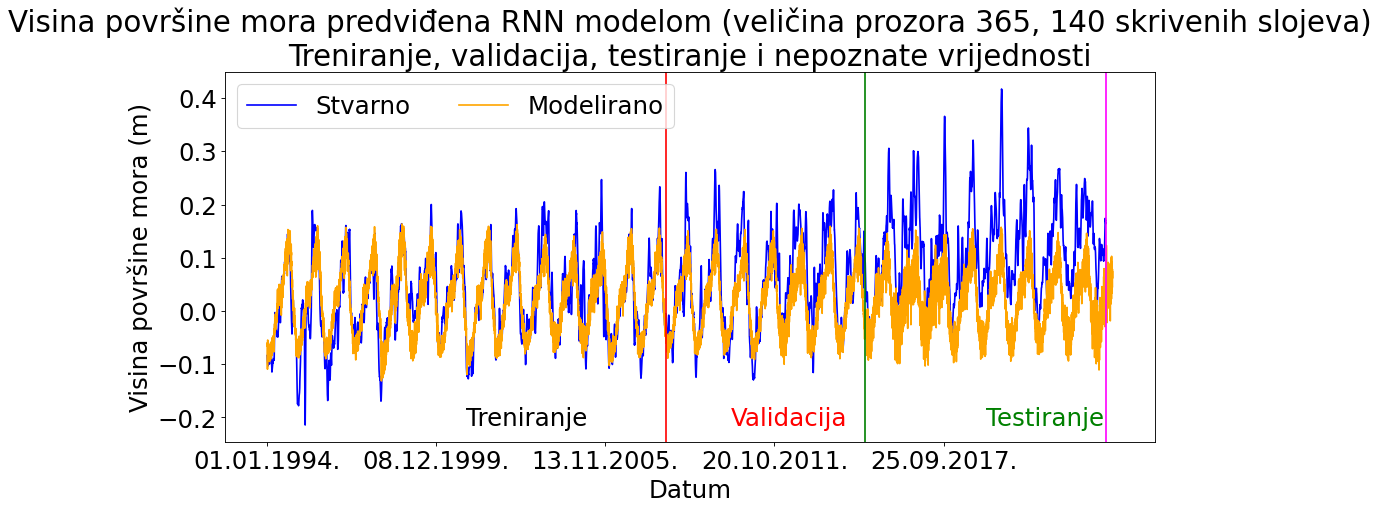 Visina površine mora predviđena RNN modelom (veličina prozora 365, 140 skrivenih slojeva)
Treniranje, validacija, testiranje i nepoznate vrijednosti
Stvarno Modelirano
Visina površine mora (m)
0.4
0.3
0.2
0.1
0.0
−0.1
−0.2
Treniranje Validacija Testiranje
01.01.1994. 08.12.1999. 13.11.2005. 20.10.2011. 25.09.2017.
Datum